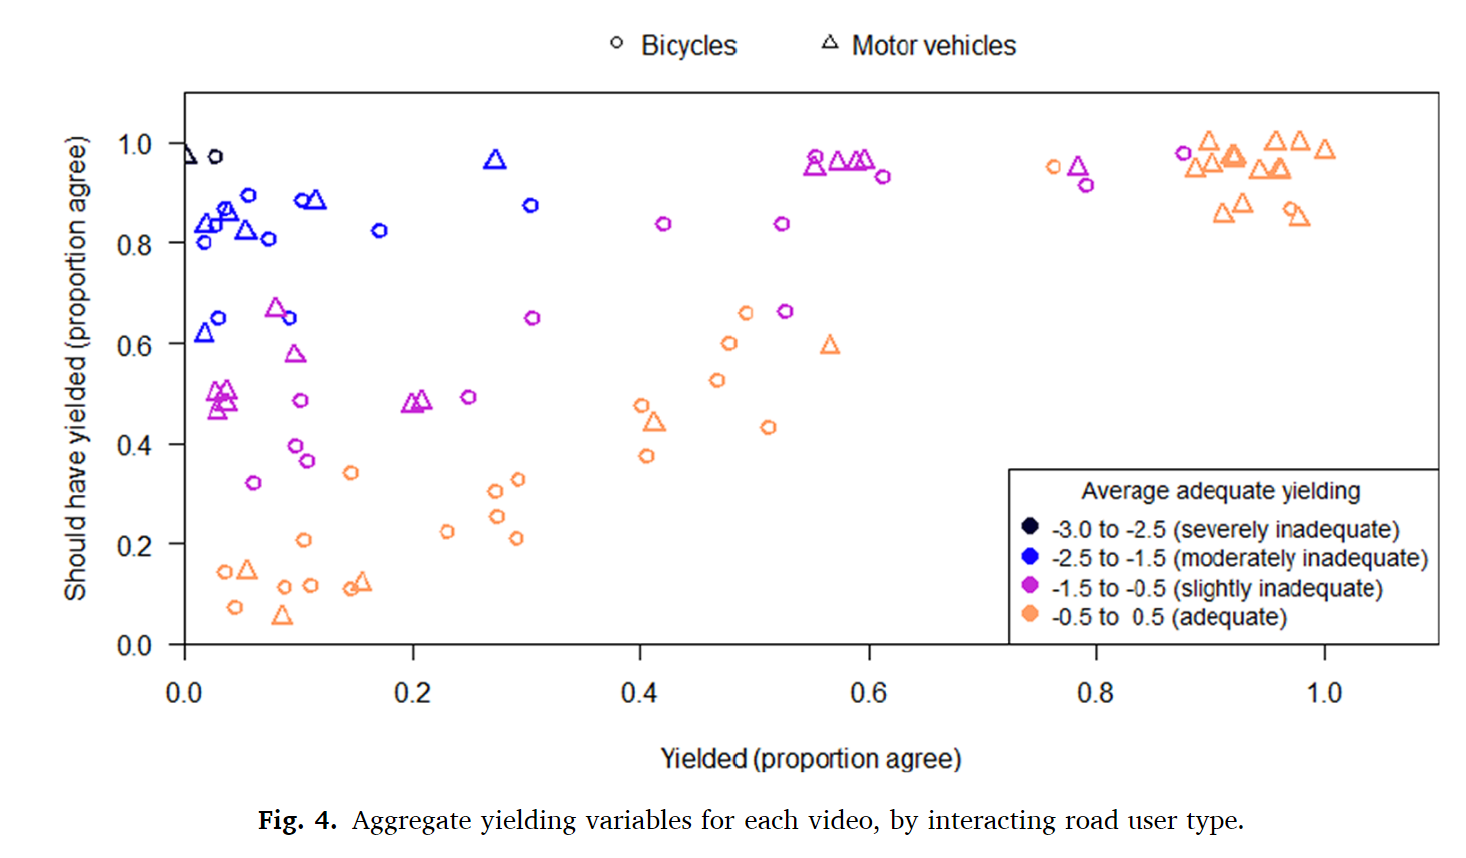 Bicycles Motor vehicles
Should have yielded (proportion agree)
1.0
0.8
0.6
0.4
0.2
0.0
Average adequate yielding
-3.0 to -2.5 (severely inadequate)
-2.5 to -1.5 (moderately inadequate)
-1.5 to -0.5 (slightly inadequate)
-0.5 to 0.5 (adequate)
0.0 0.2 0.4 0.6 0.8 1.0
Yielded (proportion agree)
Fig. 4. Aggregate yielding variables for each video, by interacting road user type.